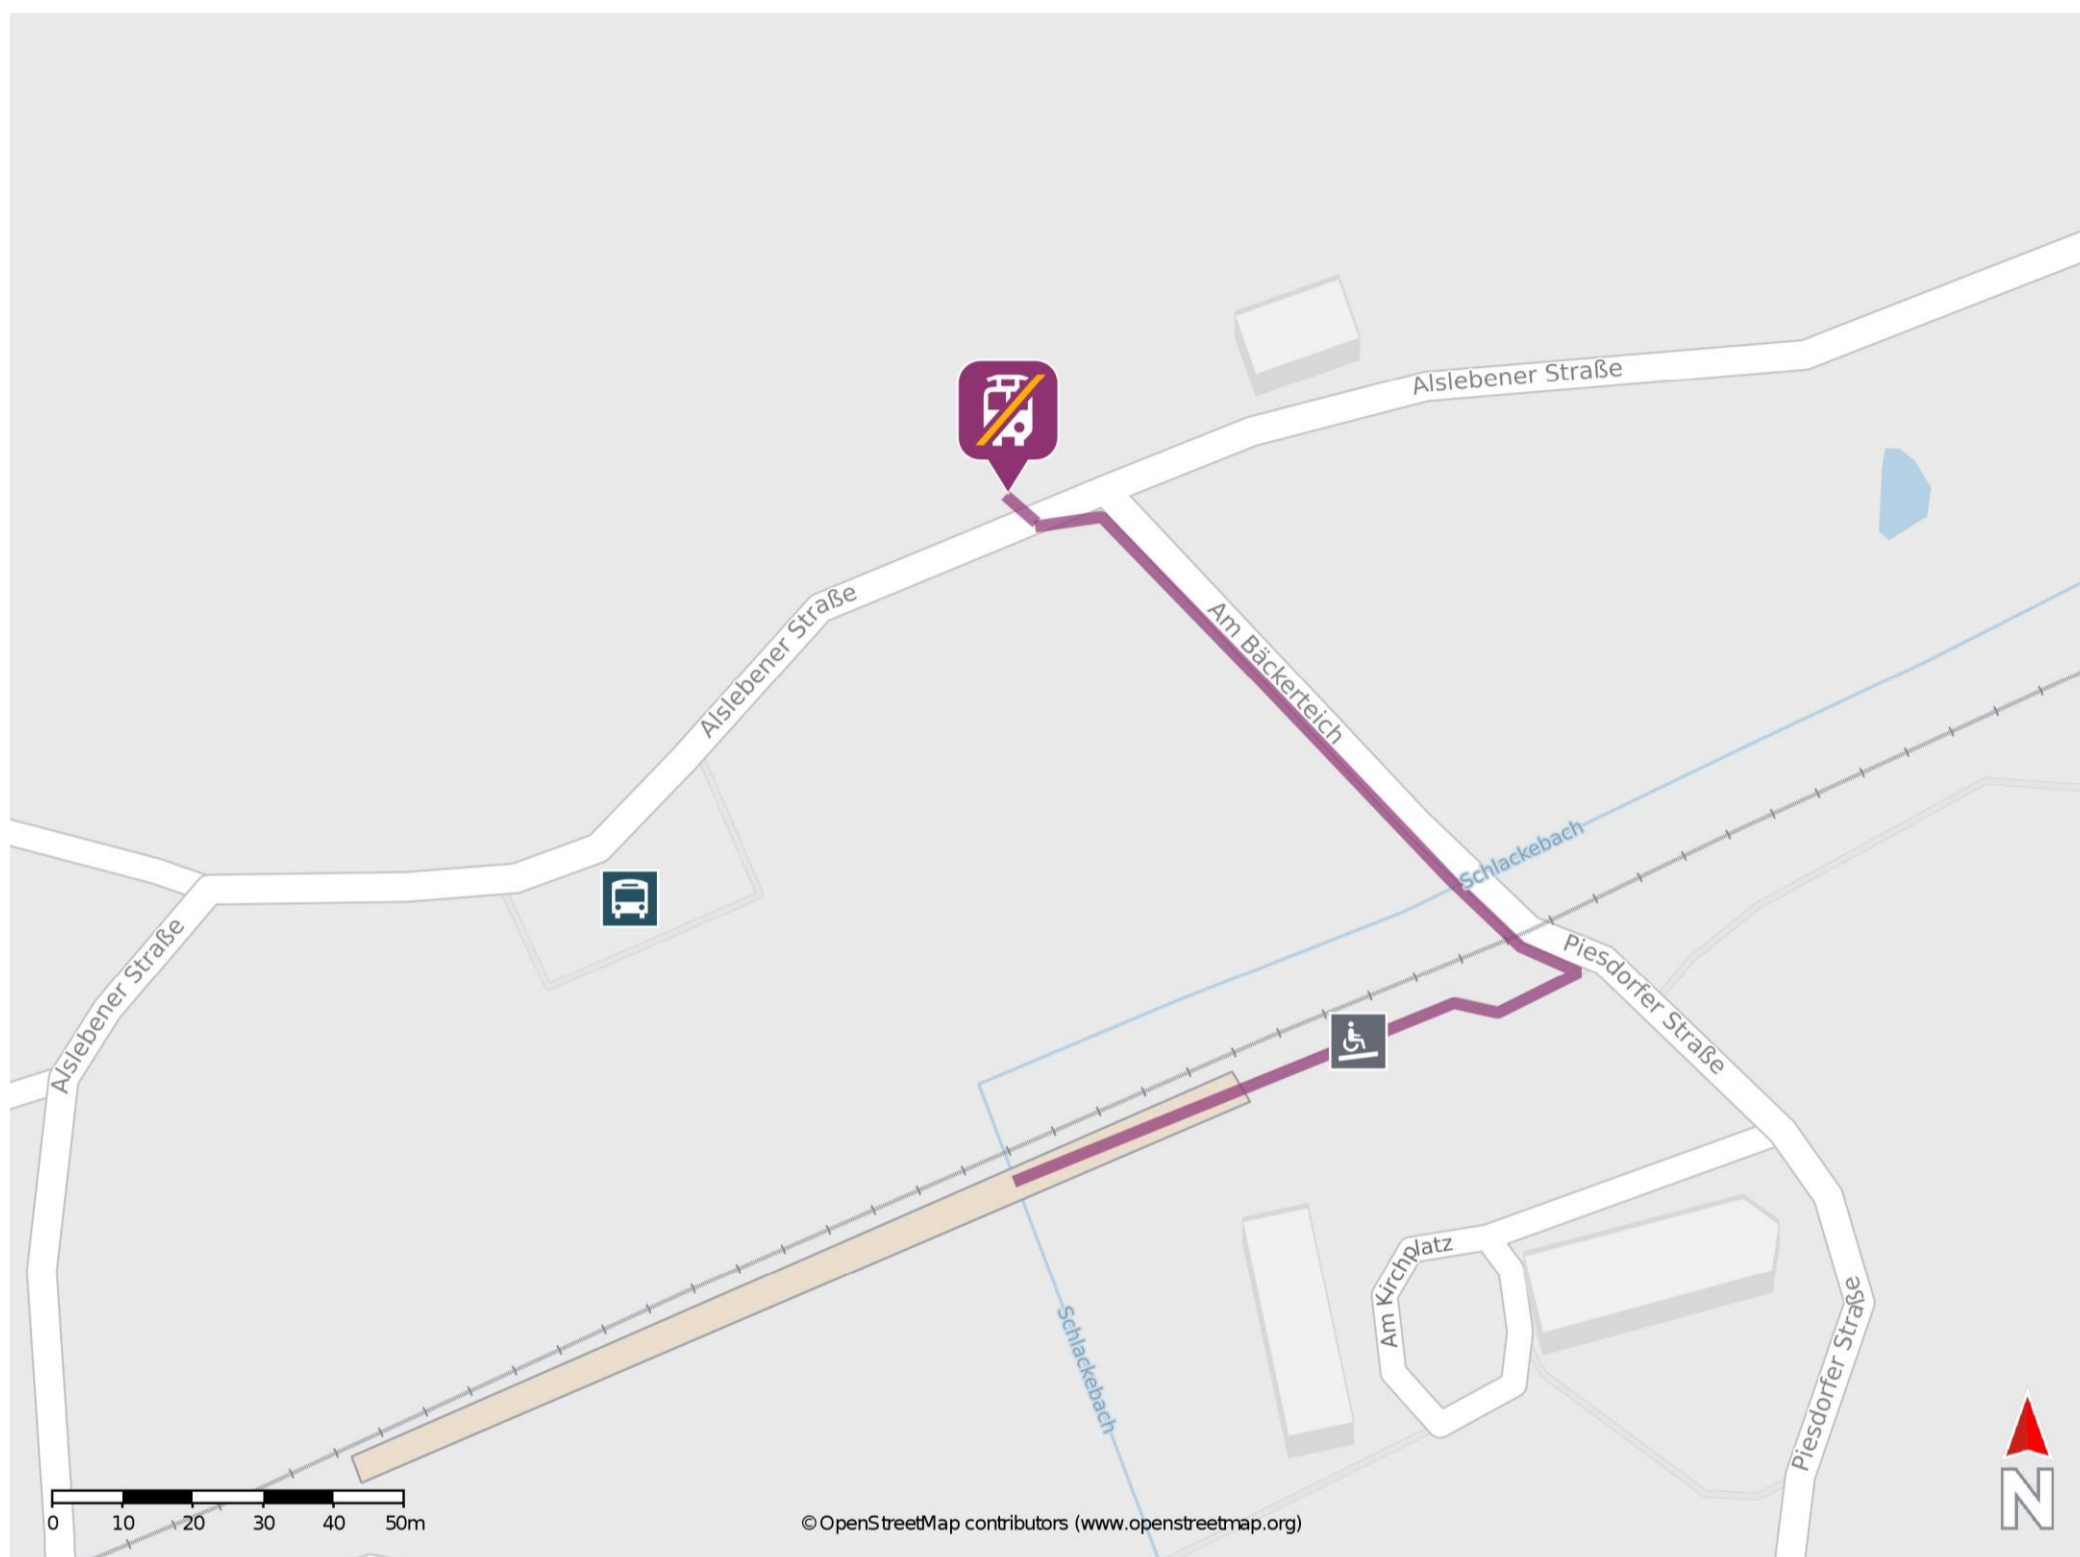 Alslebener Straße
Alslebener Straße
Am Bäckerteich
Schlackebach
Alslebener Straße
Piesdorfer Straße
Am Kirchplatz
Schlackebach
Piesdorfer Straße
0 10 20 30 40 50m
© OpenStreetMap contributors (www.openstreetmap.org)
N